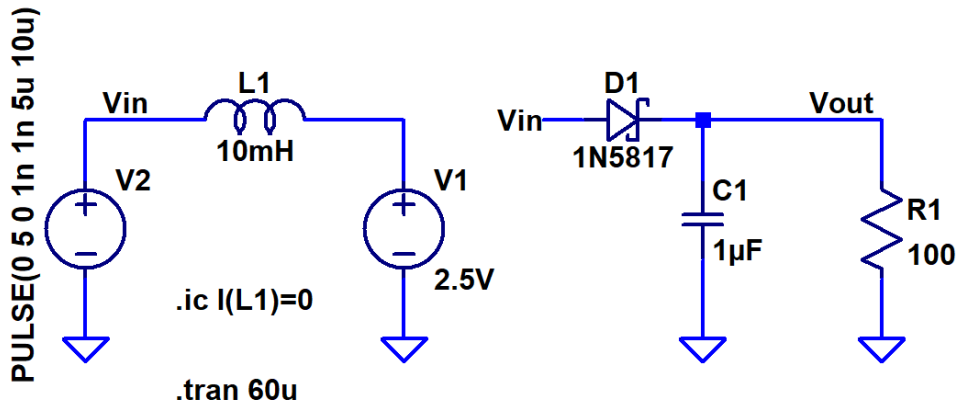 PULSE(0 5 0 1n 1n 5u 10u)
Vin
L1
10mH
V2
V1
2.5V
.ic I(L1)=0
.tran 60u
Vin
D1
1N5817
Vout
C1
1µF
R1
100